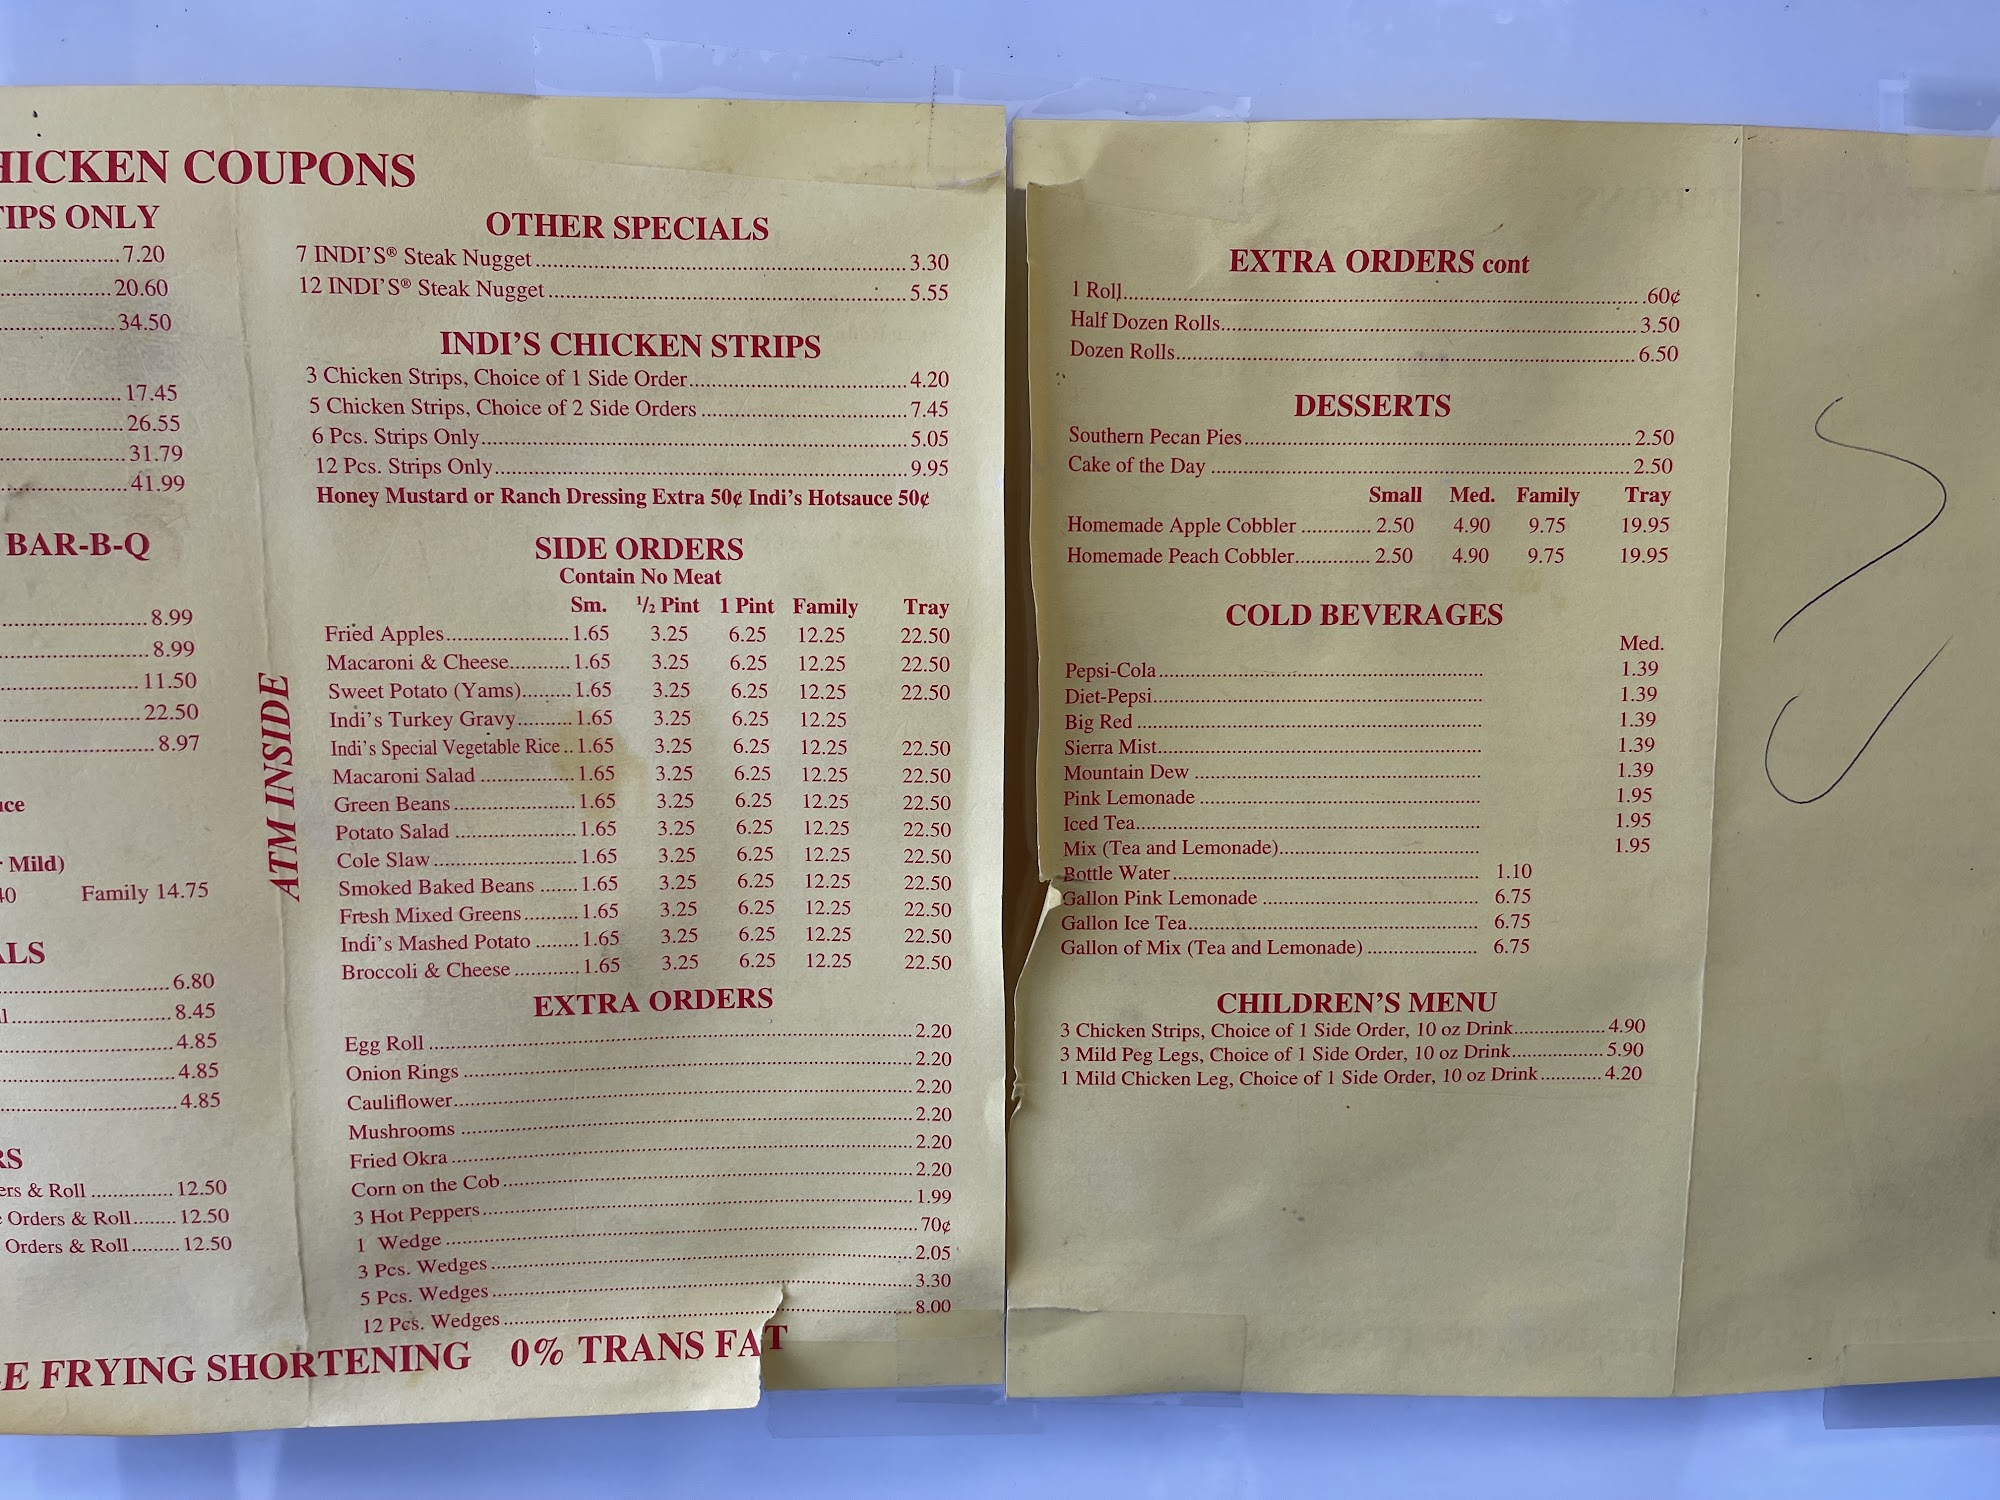 HICKEN COUPONS
TIPS ONLY
7.20
20.60
34.50
17.45
26.55
31.79
41.99
BAR-B-Q
8.99
8.99
11.50
22.50
8.97
Mild)
Family 14.75
6.80
8.45
4.85
4.85
4.85
& Roll 12.50
Orders & Roll 12.50
Orders & Roll 12.50
ATM INSIDE
OTHER SPECIALS
7 INDI'S® Steak Nugget 3.30
12 INDI'S® Steak Nugget 5.55
INDI'S CHICKEN STRIPS
3 Chicken Strips, Choice of 1 Side Order 4.20
5 Chicken Strips, Choice of 2 Side Orders 7.45
6 Pcs. Strips Only 5.05
12 Pcs. Strips Only 9.95
Honey Mustard or Ranch Dressing Extra 50¢ Indi's Hotsauce 50¢
SIDE ORDERS
Contain No Meat
Sm. ½ Pint 1 Pint Family Tray
Fried Apples 1.65 3.25 6.25 12.25 22.50
Macaroni & Cheese 1.65 3.25 6.25 12.25 22.50
Sweet Potato (Yams) 1.65 3.25 6.25 12.25 22.50
Indi's Turkey Gravy 1.65 3.25 6.25 12.25
Indi's Special Vegetable Rice 1.65 3.25 6.25 12.25 22.50
Macaroni Salad 1.65 3.25 6.25 12.25 22.50
Green Beans 1.65 3.25 6.25 12.25 22.50
Potato Salad 1.65 3.25 6.25 12.25 22.50
Cole Slaw 1.65 3.25 6.25 12.25 22.50
Smoked Baked Beans 1.65 3.25 6.25 12.25 22.50
Fresh Mixed Greens 1.65 3.25 6.25 12.25 22.50
Indi's Mashed Potato 1.65 3.25 6.25 12.25 22.50
Broccoli & Cheese 1.65 3.25 6.25 12.25 22.50
EXTRA ORDERS
Egg Roll 2.20
Onion Rings 2.20
Cauliflower 2.20
Mushrooms 2.20
Fried Okra 2.20
Corn on the Cob 2.20
3 Hot Peppers 1.99
1 Wedge 70¢
3 Pcs. Wedges 2.05
5 Pcs. Wedges 3.30
12 Pcs. Wedges 8.00
FRYING SHORTENING 0% TRANS FAT
EXTRA ORDERS cont
1 Roll .60¢
Half Dozen Rolls 3.50
Dozen Rolls 6.50
DESSERTS
Southern Pecan Pies 2.50
Cake of the Day 2.50
Small Med. Family Tray
Homemade Apple Cobbler 2.50 4.90 9.75 19.95
Homemade Peach Cobbler 2.50 4.90 9.75 19.95
COLD BEVERAGES
Med.
Pepsi-Cola 1.39
Diet-Pepsi 1.39
Big Red 1.39
Sierra Mist 1.39
Mountain Dew 1.39
Pink Lemonade 1.95
Iced Tea 1.95
Mix (Tea and Lemonade) 1.95
Bottle Water 1.10
Gallon Pink Lemonade 6.75
Gallon Ice Tea 6.75
Gallon of Mix (Tea and Lemonade) 6.75
CHILDREN'S MENU
3 Chicken Strips, Choice of 1 Side Order, 10 oz Drink 4.90
3 Mild Peg Legs, Choice of 1 Side Order, 10 oz Drink 5.90
1 Mild Chicken Leg, Choice of 1 Side Order, 10 oz Drink 4.20